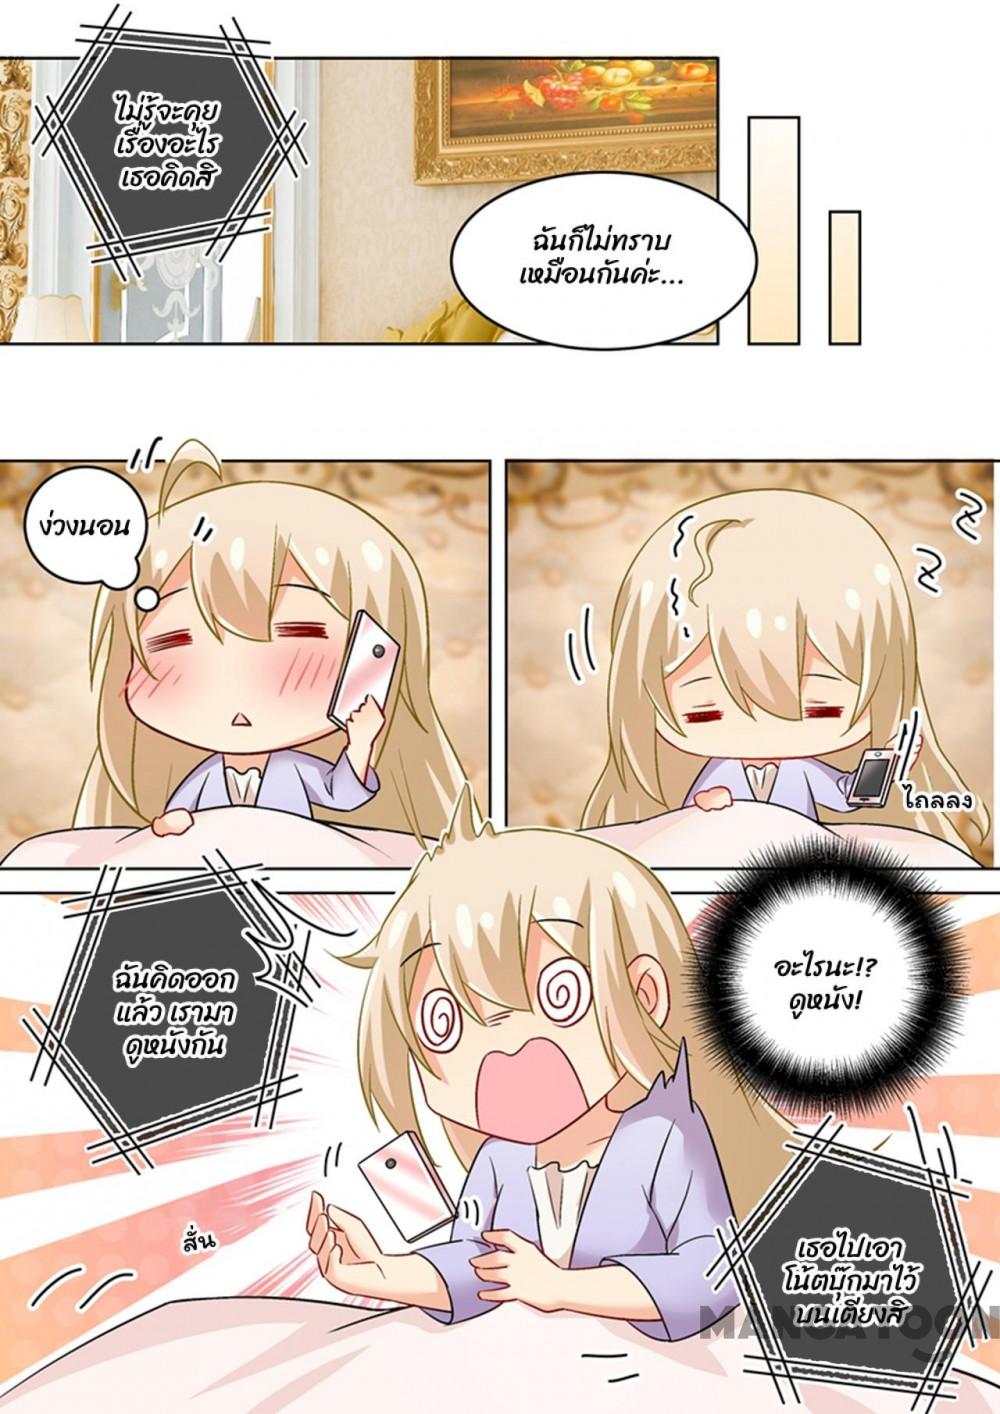 ไม่รู้จะคุย
เรื่องอะไร
เธอคิดสิ
ฉันก็ไม่ทราบ
เหมือนกันค่ะ...
ง่วงนอน
ไถลลง
ฉันคิดออก
แล้ว เรามา
ดูหนังกัน
อะไรนะ!?
ดูหนัง!
สั่น
เธอไปเอา
โน้ตบุ๊กมาไว้
บนเตียงสิ
MANGATOON